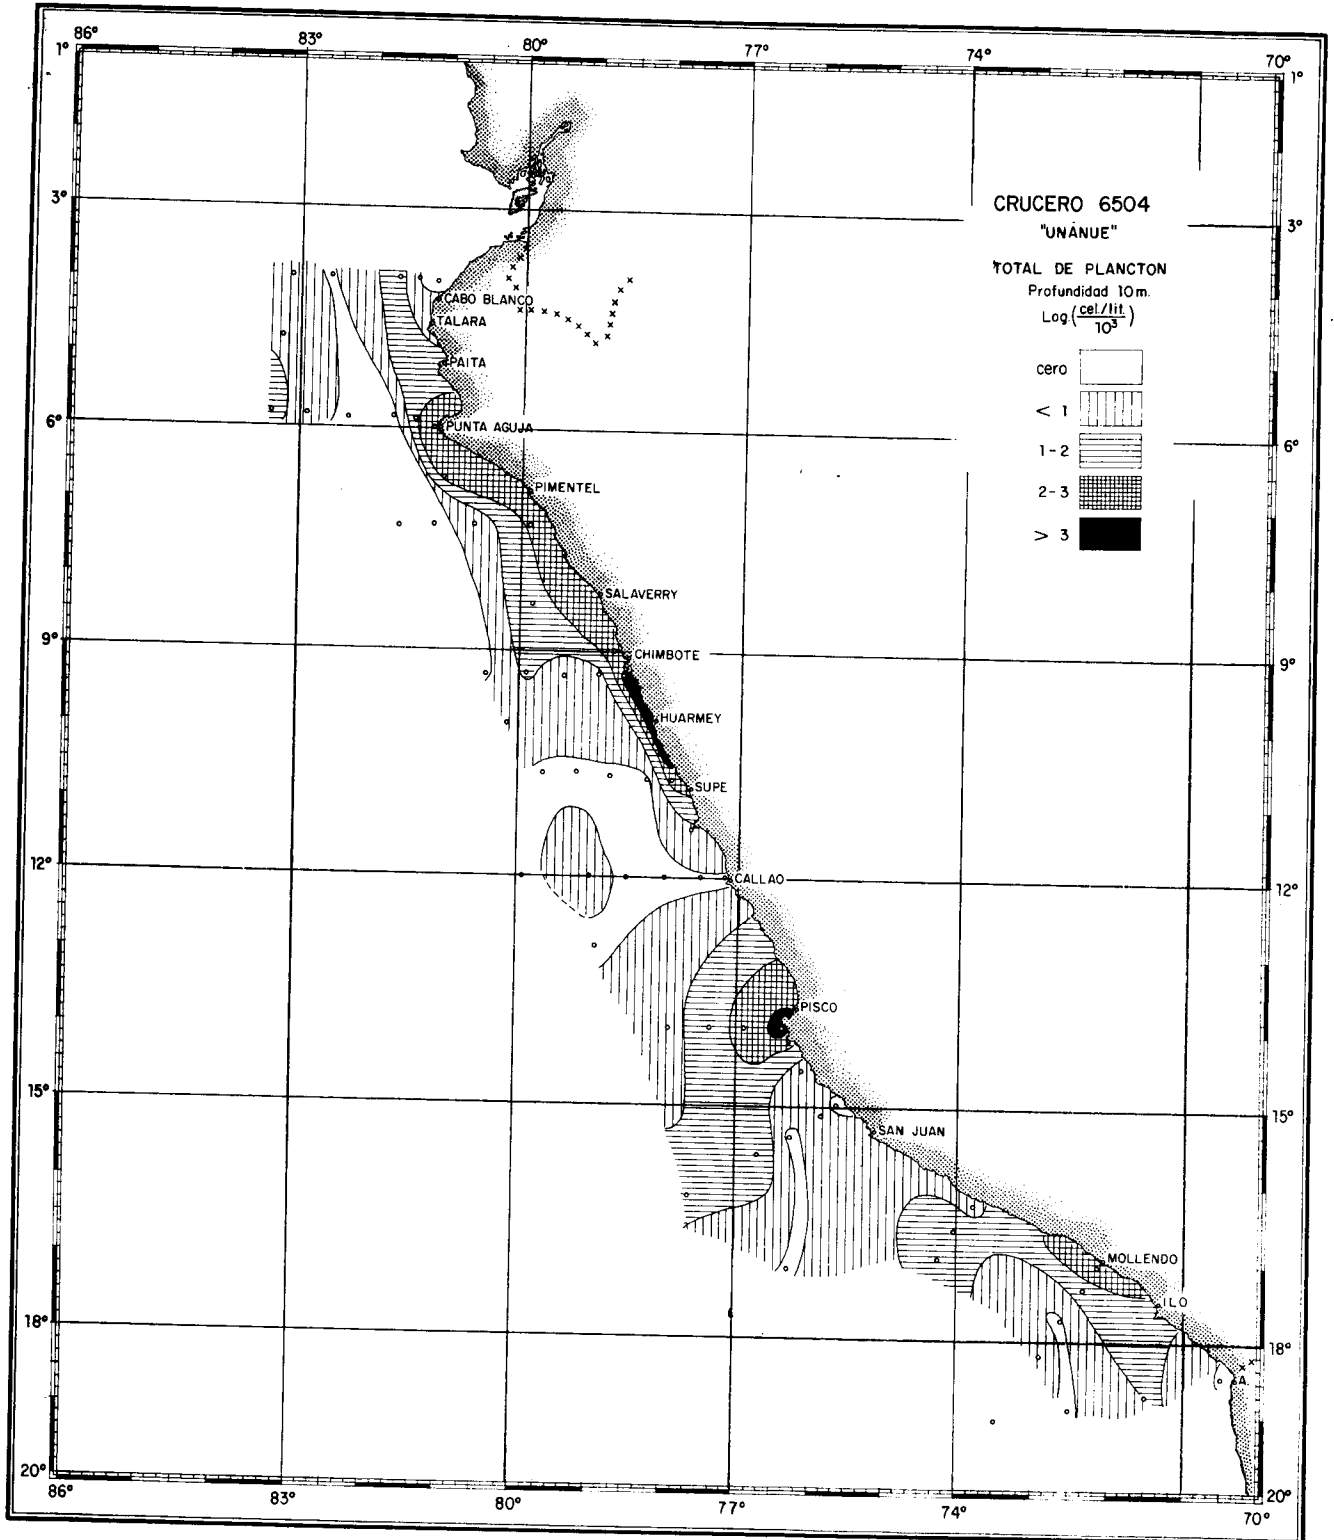 86° 83° 80° 77° 74° 70°
1° 1°
3° 3°
CRUCERO 6504
"UNÁNUE"
TOTAL DE PLANCTON
Profundidad 10m.
Log.(cel./lit. / 10³)
cero
< 1
1-2
2-3
> 3
CABO BLANCO
TALARA
PAITA
6° 6°
PUNTA AGUJA
PIMENTEL
SALAVERRY
9° 9°
CHIMBOTE
HUARMEY
SUPE
12° 12°
CALLAO
PISCO
15° 15°
SAN JUAN
MOLLENDO
ILO
18° 18°
A.
20° 20°
86° 83° 80° 77° 74° 70°